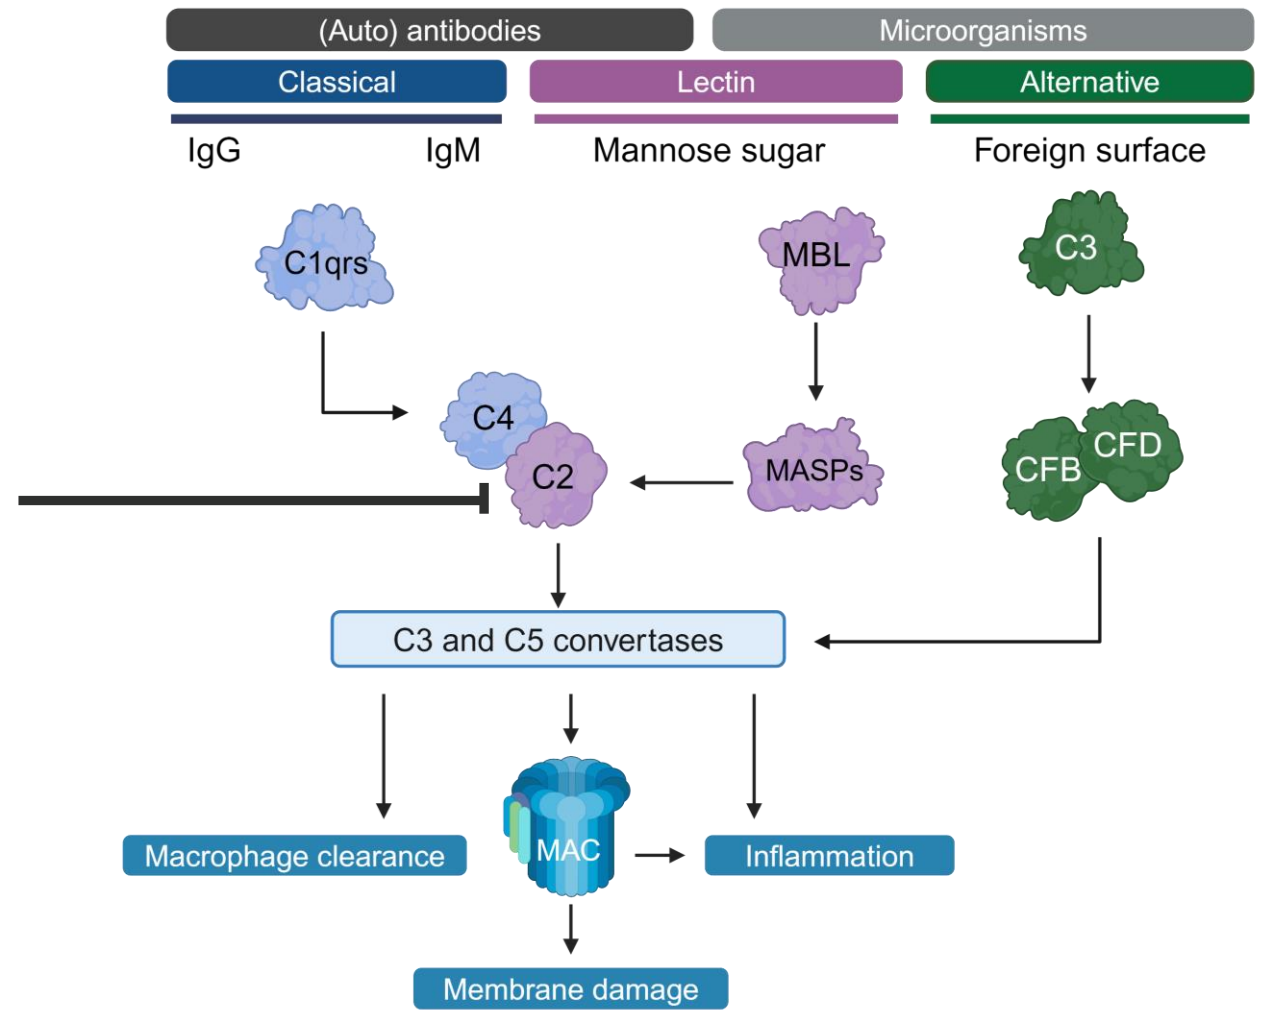 (Auto) antibodies
Microorganisms
Classical
Lectin
Alternative
IgG
IgM
Mannose sugar
Foreign surface
C1qrs
MBL
C3
C4
C2
MASPs
CFB
CFD
C3 and C5 convertases
Macrophage clearance
MAC
Inflammation
Membrane damage